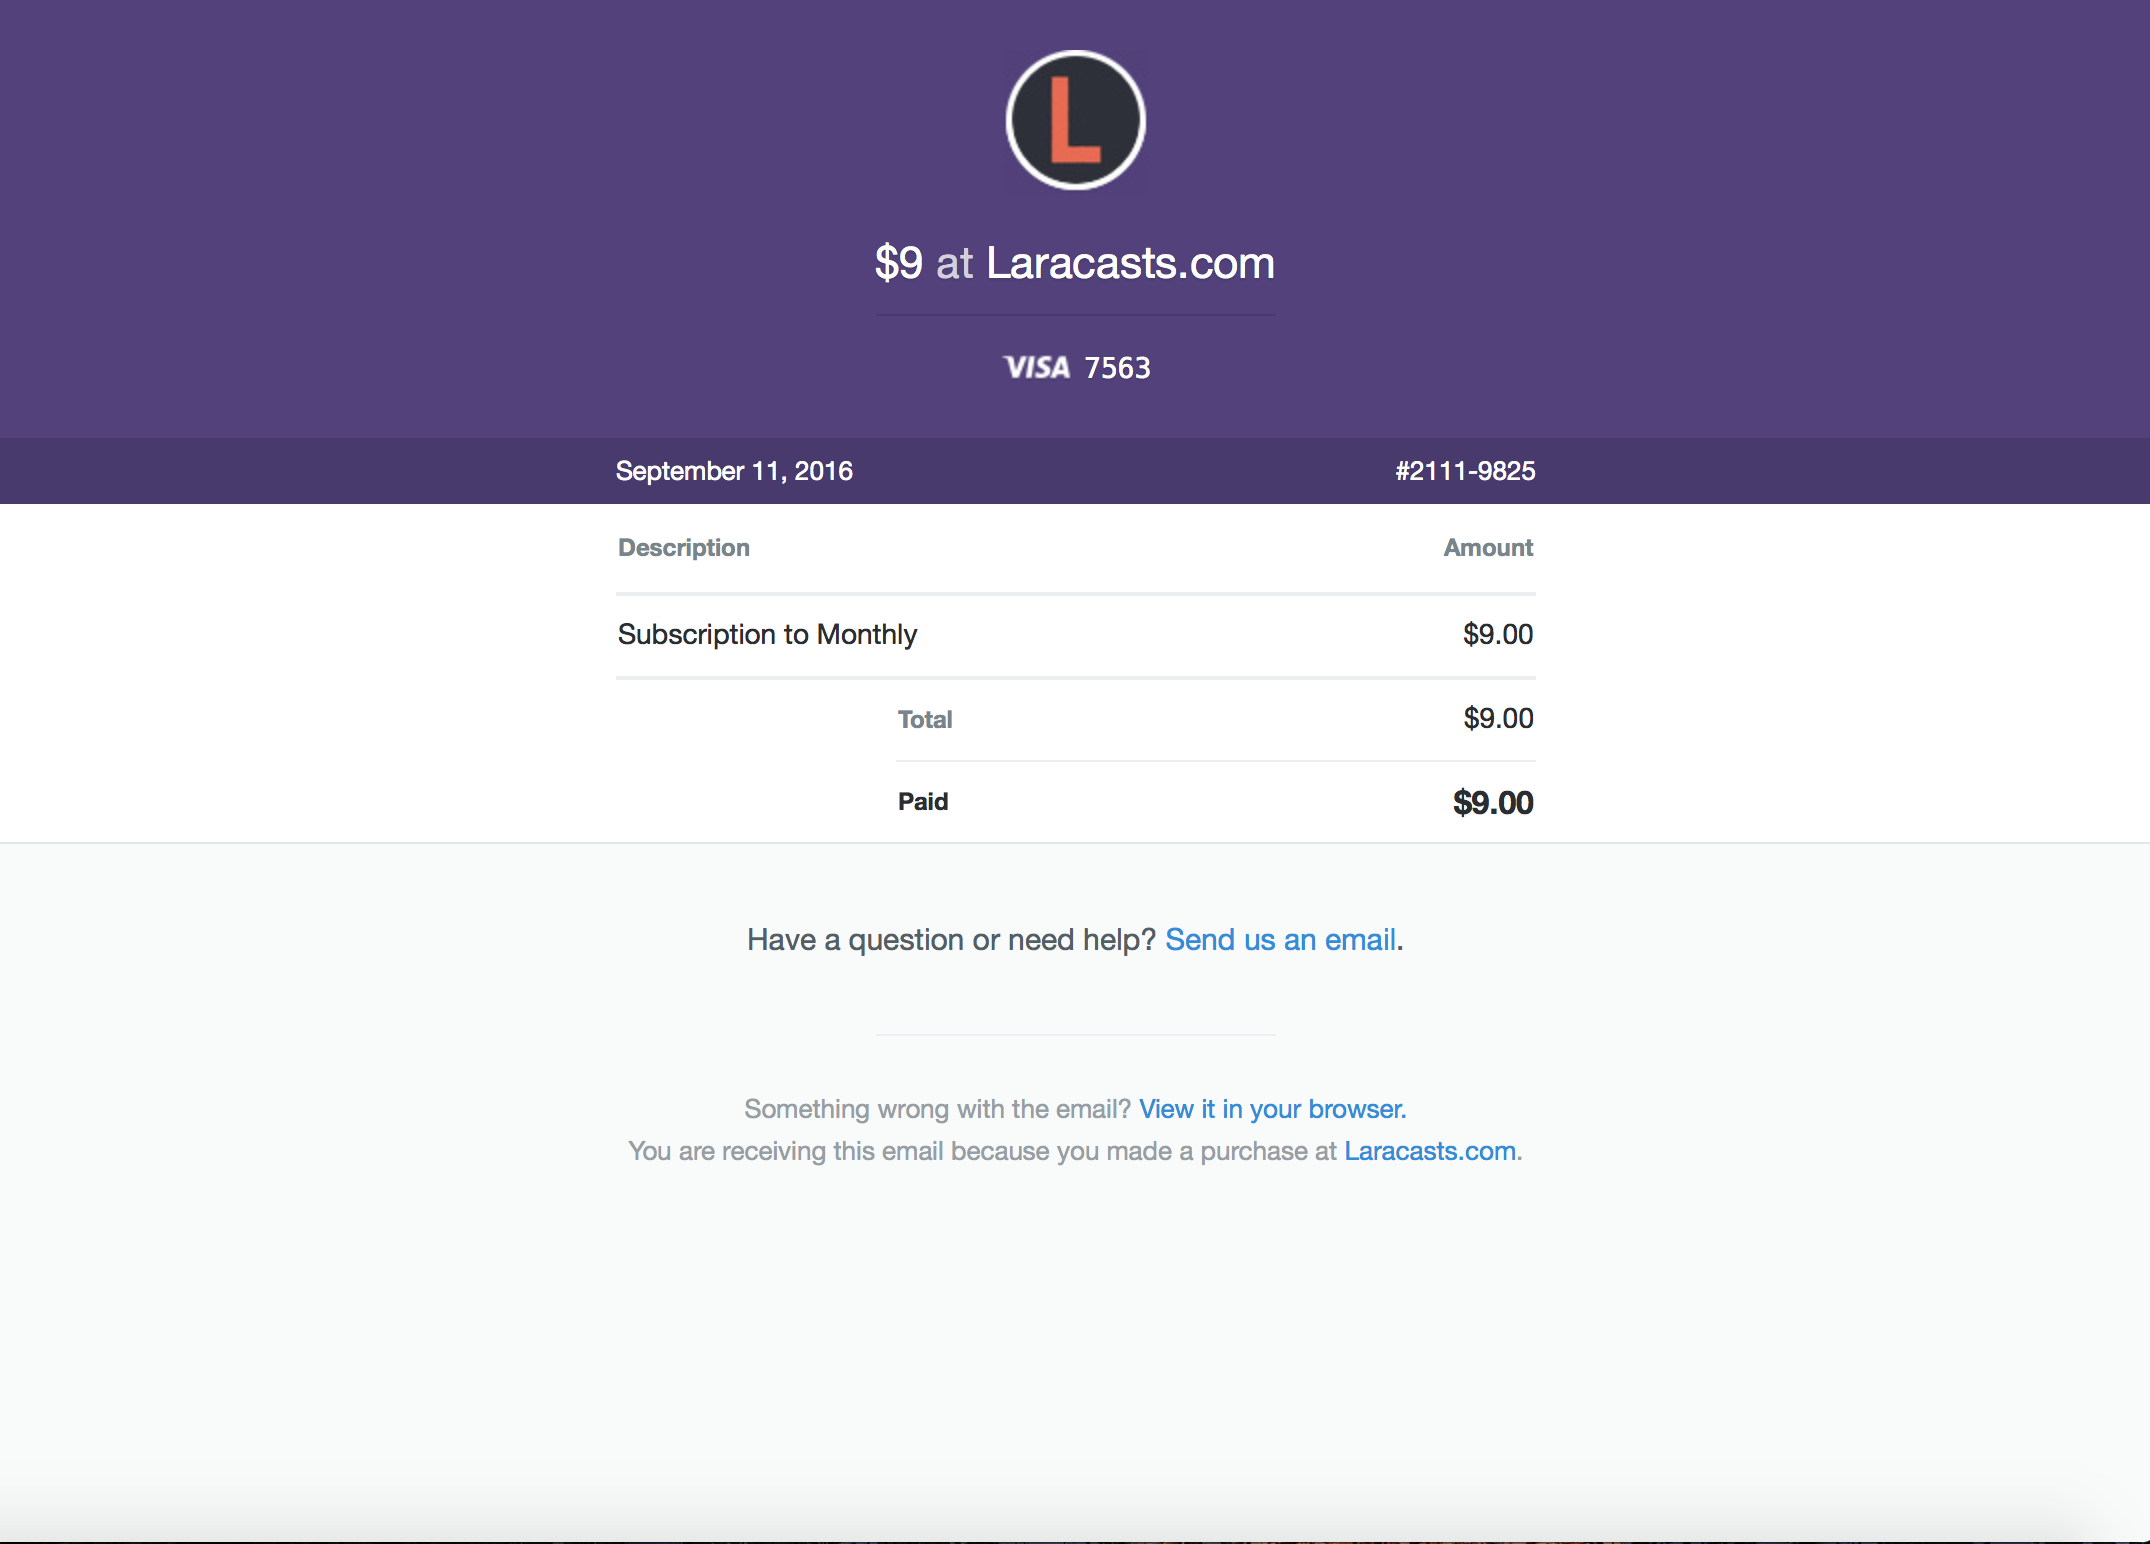 L
$9 at Laracasts.com
VISA 7563
September 11, 2016 #2111-9825
Description Amount
Subscription to Monthly $9.00
Total $9.00
Paid $9.00
Have a question or need help? Send us an email.
Something wrong with the email? View it in your browser.
You are receiving this email because you made a purchase at Laracasts.com.